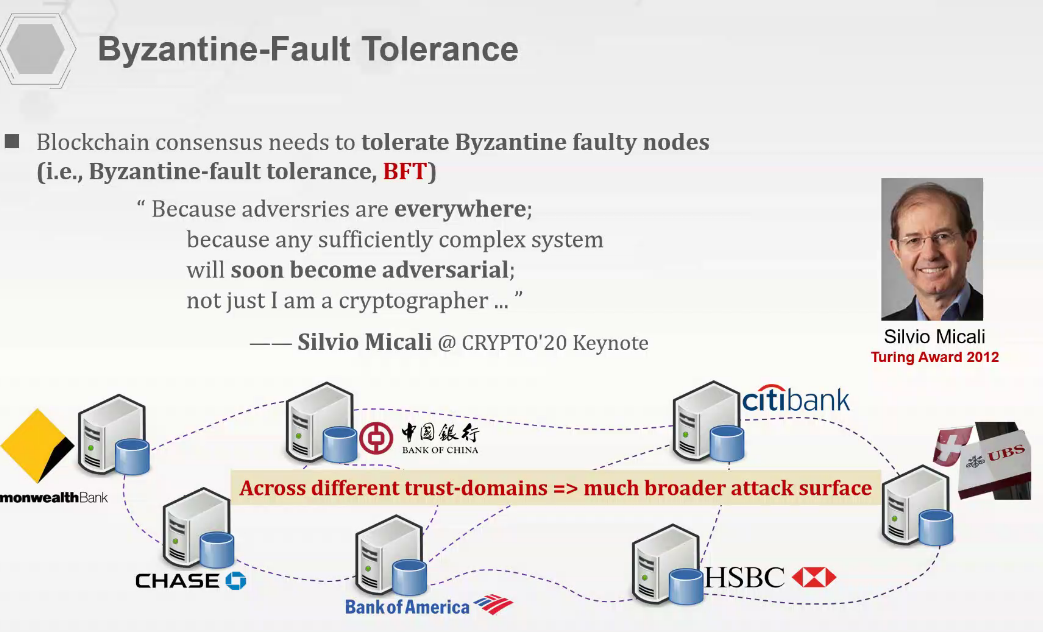 Byzantine-Fault Tolerance
■ Blockchain consensus needs to tolerate Byzantine faulty nodes
(i.e., Byzantine-fault tolerance, BFT)
“ Because adversries are everywhere;
because any sufficiently complex system
will soon become adversarial;
not just I am a cryptographer ... ”
—— Silvio Micali @ CRYPTO'20 Keynote
Silvio Micali
Turing Award 2012
citibank
中国银行
BANK OF CHINA
UBS
monwealthBank
Across different trust-domains => much broader attack surface
CHASE
HSBC
Bank of America